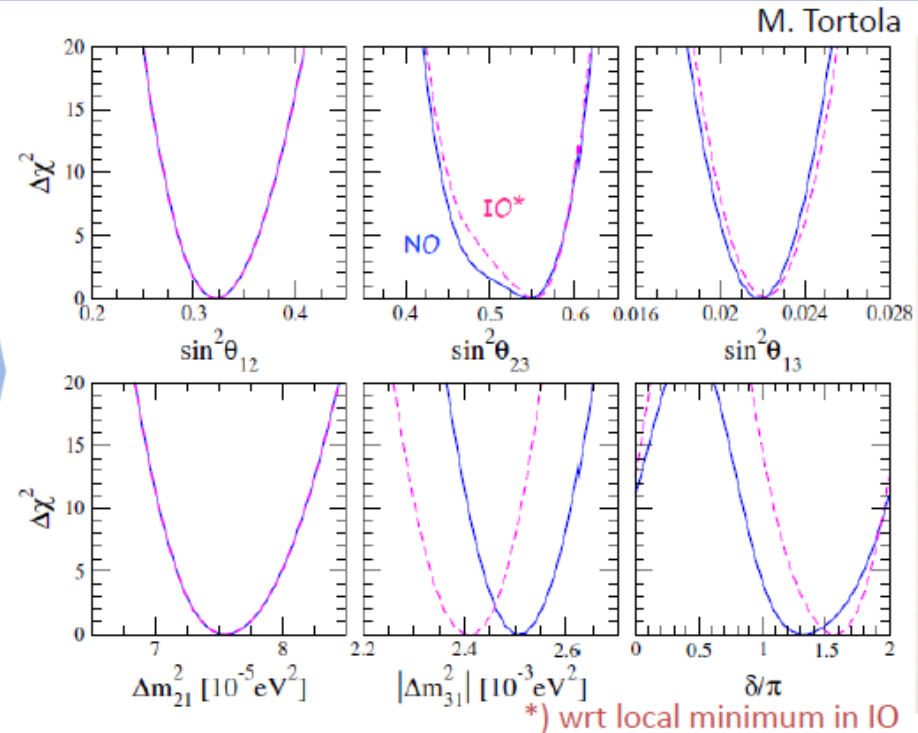 M. Tortola
20
15
10
5
0
Δχ²
IO*
NO
0.2 0.3 0.4 0.4 0.5 0.6 0.016 0.02 0.024 0.028
sin²θ₁₂ sin²θ₂₃ sin²θ₁₃
20
15
10
5
0
Δχ²
7 8 2.2 2.4 2.6 0 0.5 1 1.5 2
Δm²₂₁ [10⁻⁵eV²] |Δm²₃₁| [10⁻³eV²] δ/π
*) wrt local minimum in IO